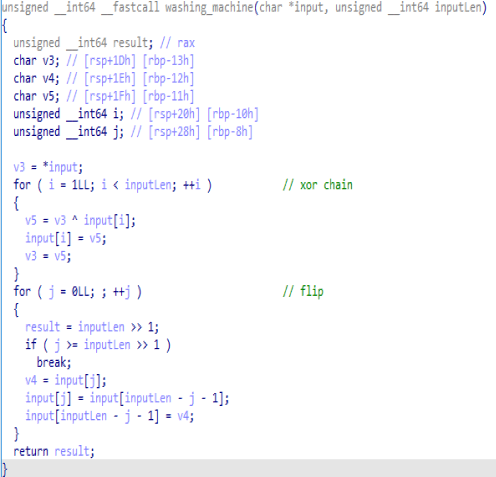 unsigned __int64 __fastcall washing_machine(char *input, unsigned __int64 inputLen)
{
  unsigned __int64 result; // rax
  char v3; // [rsp+1Dh] [rbp-13h]
  char v4; // [rsp+1Eh] [rbp-12h]
  char v5; // [rsp+1Fh] [rbp-11h]
  unsigned __int64 i; // [rsp+20h] [rbp-10h]
  unsigned __int64 j; // [rsp+28h] [rbp-8h]

  v3 = *input;
  for ( i = 1LL; i < inputLen; ++i )          // xor chain
  {
    v5 = v3 ^ input[i];
    input[i] = v5;
    v3 = v5;
  }
  for ( j = 0LL; ; ++j )                      // flip
  {
    result = inputLen >> 1;
    if ( j >= inputLen >> 1 )
      break;
    v4 = input[j];
    input[j] = input[inputLen - j - 1];
    input[inputLen - j - 1] = v4;
  }
  return result;
}